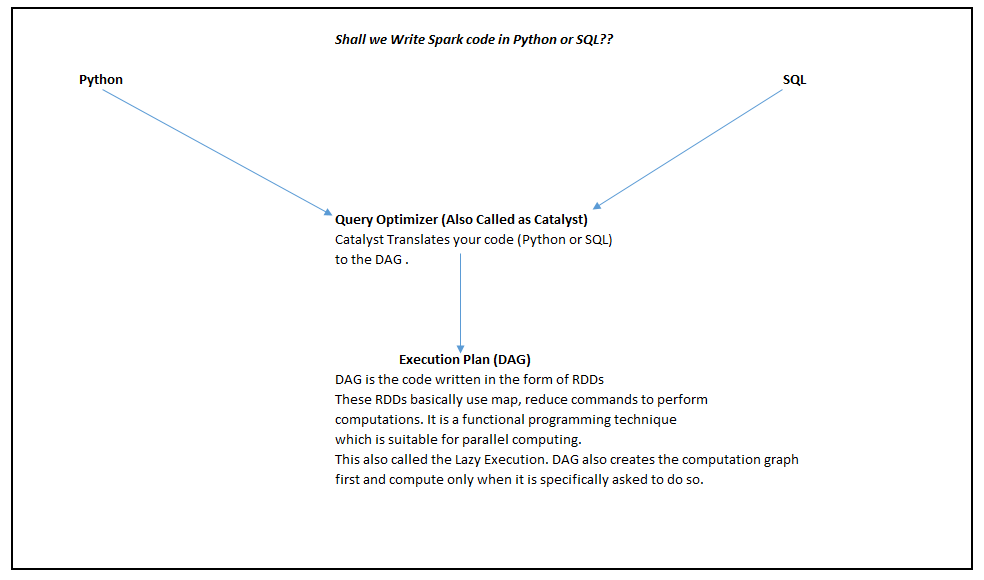 Shall we Write Spark code in Python or SQL??
Python
SQL
Query Optimizer (Also Called as Catalyst)
Catalyst Translates your code (Python or SQL)
to the DAG .
Execution Plan (DAG)
DAG is the code written in the form of RDDs
These RDDs basically use map, reduce commands to perform
computations. It is a functional programming technique
which is suitable for parallel computing.
This also called the Lazy Execution. DAG also creates the computation graph
first and compute only when it is specifically asked to do so.